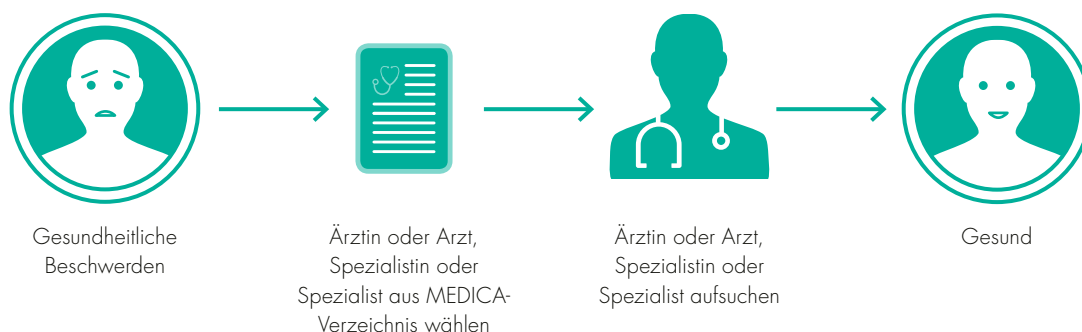 Gesundheitliche
Beschwerden
Ärztin oder Arzt,
Spezialistin oder
Spezialist aus MEDICA-
Verzeichnis wählen
Ärztin oder Arzt,
Spezialistin oder
Spezialist aufsuchen
Gesund